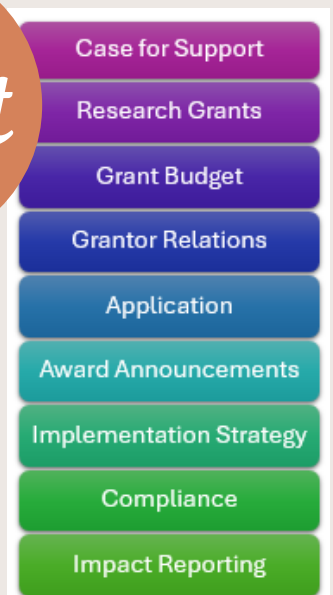 t
Case for Support
Research Grants
Grant Budget
Grantor Relations
Application
Award Announcements
Implementation Strategy
Compliance
Impact Reporting